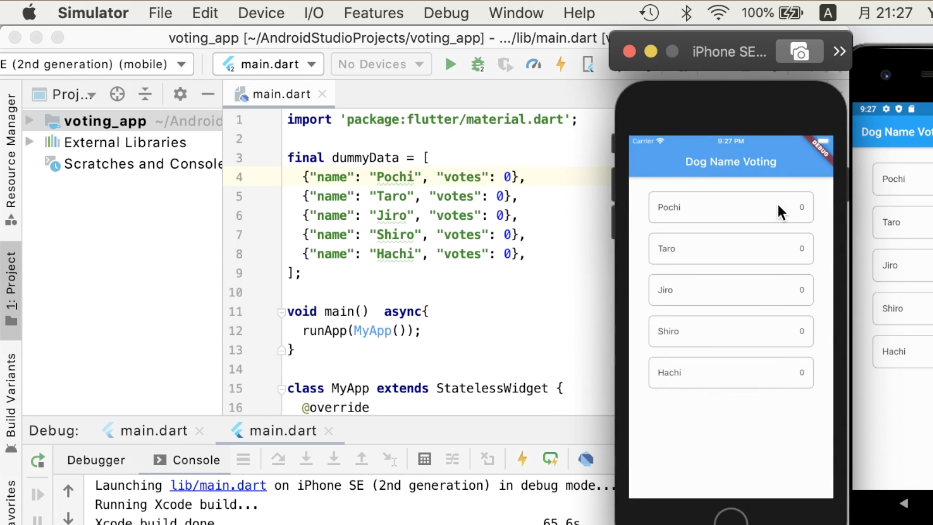 Simulator File Edit Device I/O Features Debug Window Help 100% A 月 21:27
voting_app [~/AndroidStudioProjects/voting_app] - .../lib/main.dart [
E (2nd generation) (mobile) main.dart No Devices
iPhone SE...
Proj..
main.dart
Resource Manager
1: Project
Build Variants
avorites
voting_app ~/Android
External Libraries
Scratches and Console
1 import 'package:flutter/material.dart';
2
3 final dummyData = [
4 {"name": "Pochi", "votes": 0},
5 {"name": "Taro", "votes": 0},
6 {"name": "Jiro", "votes": 0},
7 {"name": "Shiro", "votes": 0},
8 {"name": "Hachi", "votes": 0},
9 ];
10
11 void main() async{
12 runApp(MyApp());
13 }
14
15 class MyApp extends StatelessWidget {
16 @override
Debug: main.dart main.dart
Debugger Console
Launching lib/main.dart on iPhone SE (2nd generation) in debug mode...
Running Xcode build...
Xcode build done. 65.6s
Carrier 9:27 PM
DEBUG
Dog Name Voting
Pochi 0
Taro 0
Jiro 0
Shiro 0
Hachi 0
9:27
Dog Name Vot
Pochi
Taro
Jiro
Shiro
Hachi